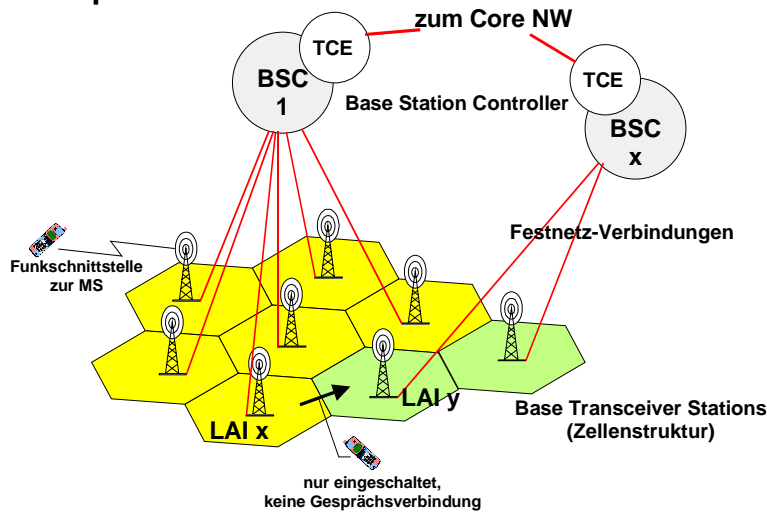 zum Core NW
TCE
BSC
1
Base Station Controller
TCE
BSC
x
Festnetz-Verbindungen
Funkschnittstelle
zur MS
LAI x
LAI y
Base Transceiver Stations
(Zellenstruktur)
nur eingeschaltet,
keine Gesprächsverbindung